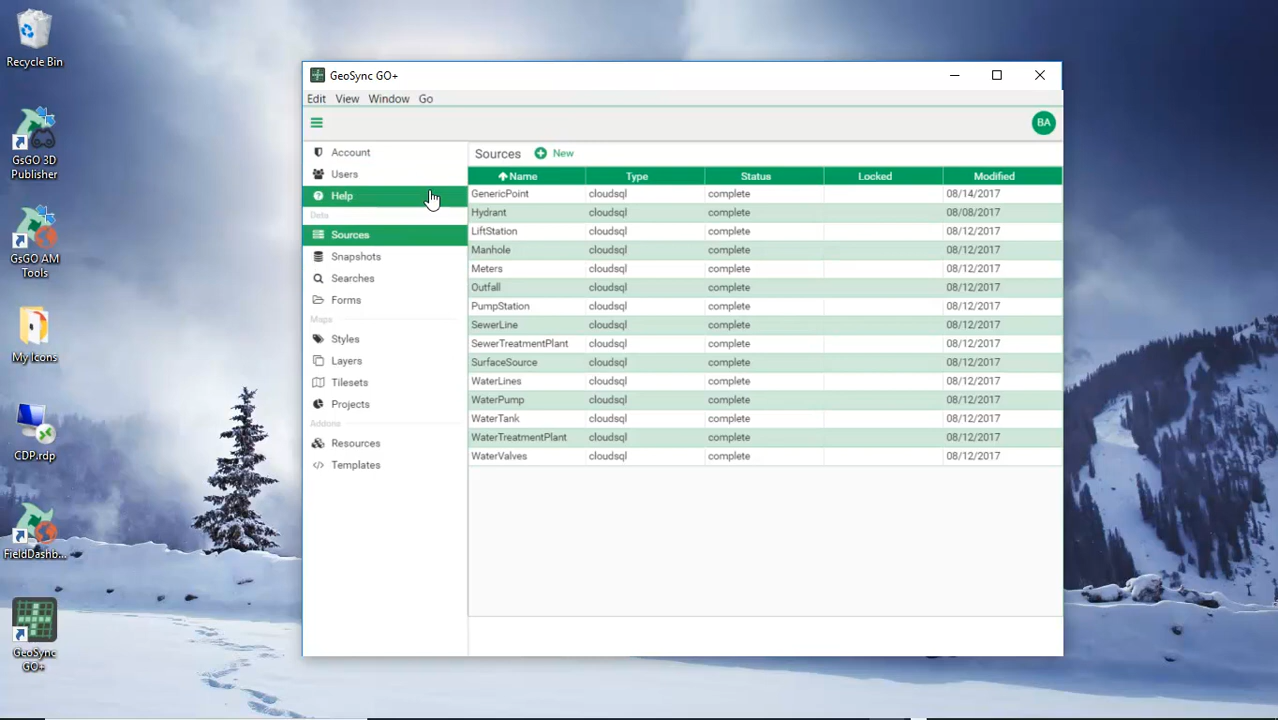 Recycle Bin
GsGO 3D
Publisher
GsGO AM
Tools
My Icons
CDP.rdp
FieldDashb...
GeoSync
GO+
GeoSync GO+
Edit View Window Go
BA
Account
Users
Help
Data
Sources
Snapshots
Searches
Forms
Maps
Styles
Layers
Tilesets
Projects
Addons
Resources
Templates
Sources New
Name Type Status Locked Modified
GenericPoint cloudsql complete 08/14/2017
Hydrant cloudsql complete 08/08/2017
LiftStation cloudsql complete 08/12/2017
Manhole cloudsql complete 08/12/2017
Meters cloudsql complete 08/12/2017
Outfall cloudsql complete 08/12/2017
PumpStation cloudsql complete 08/12/2017
SewerLine cloudsql complete 08/12/2017
SewerTreatmentPlant cloudsql complete 08/12/2017
SurfaceSource cloudsql complete 08/12/2017
WaterLines cloudsql complete 08/12/2017
WaterPump cloudsql complete 08/12/2017
WaterTank cloudsql complete 08/12/2017
WaterTreatmentPlant cloudsql complete 08/12/2017
WaterValves cloudsql complete 08/12/2017